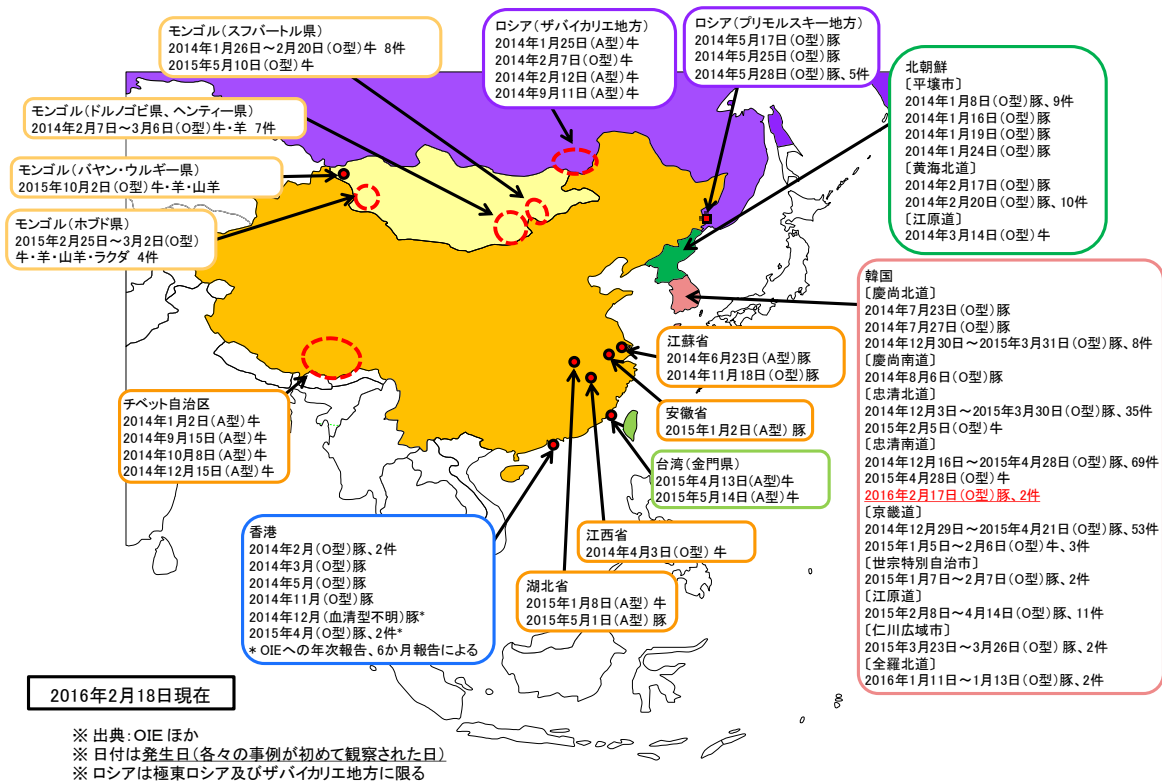 モンゴル(スフバートル県)
2014年1月26日～2月20日(O型)牛 8件
2015年5月10日(O型)牛
モンゴル(ドルノゴビ県、ヘンティー県)
2014年2月7日～3月6日(O型)牛・羊 7件
モンゴル(バヤン・ウルギー県)
2015年10月2日(O型)牛・羊・山羊
モンゴル(ホブド県)
2015年2月25日～3月2日(O型)
牛・羊・山羊・ラクダ 4件
ロシア(ザバイカリエ地方)
2014年1月25日(A型)牛
2014年2月7日(O型)牛
2014年2月12日(A型)牛
2014年9月11日(A型)牛
ロシア(プリモルスキー地方)
2014年5月17日(O型)豚
2014年5月25日(O型)豚
2014年5月28日(O型)豚、5件
北朝鮮
[平壌市]
2014年1月8日(O型)豚、9件
2014年1月16日(O型)豚
2014年1月19日(O型)豚
2014年1月24日(O型)豚
[黄海北道]
2014年2月17日(O型)豚
2014年2月20日(O型)豚、10件
[江原道]
2014年3月14日(O型)牛
韓国
〔慶尚北道〕
2014年7月23日(O型)豚
2014年7月27日(O型)豚
2014年12月30日～2015年3月31日(O型)豚、8件
〔慶尚南道〕
2014年8月6日(O型)豚
〔忠清北道〕
2014年12月3日～2015年3月30日(O型)豚、35件
2015年2月5日(O型)牛
〔忠清南道〕
2014年12月16日～2015年4月28日(O型)豚、69件
2015年4月28日(O型)牛
2016年2月17日(O型)豚、2件
〔京畿道〕
2014年12月29日～2015年4月21日(O型)豚、53件
2015年1月5日～2月6日(O型)牛、3件
〔世宗特別自治市〕
2015年1月7日～2月7日(O型)豚、2件
〔江原道〕
2015年2月8日～4月14日(O型)豚、11件
〔仁川広域市〕
2015年3月23日～3月26日(O型)豚、2件
〔全羅北道〕
2016年1月11日～1月13日(O型)豚、2件
江蘇省
2014年6月23日(A型)豚
2014年11月18日(O型)豚
安徽省
2015年1月2日(A型) 豚
台湾(金門県)
2015年4月13日(A型)牛
2015年5月14日(A型)牛
江西省
2014年4月3日(O型) 牛
湖北省
2015年1月8日(A型) 牛
2015年5月1日(A型) 豚
チベット自治区
2014年1月2日(A型)牛
2014年9月15日(A型)牛
2014年10月8日(A型)牛
2014年12月15日(A型)牛
香港
2014年2月(O型)豚、2件
2014年3月(O型)豚
2014年5月(O型)豚
2014年11月(O型)豚
2014年12月(血清型不明)豚*
2015年4月(O型)豚、2件*
* OIEへの年次報告、6か月報告による
2016年2月18日現在
※ 出典:OIE ほか
※ 日付は発生日(各々の事例が初めて観察された日)
※ ロシアは極東ロシア及びザバイカリエ地方に限る